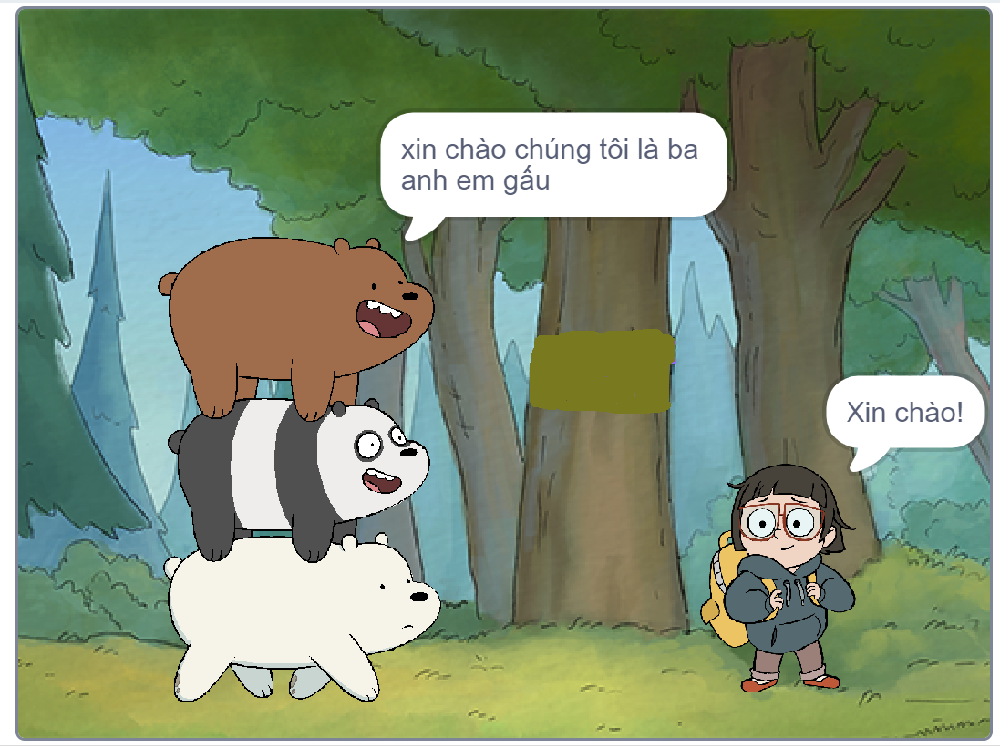 xin chào chúng tôi là ba
anh em gấu
Xin chào!